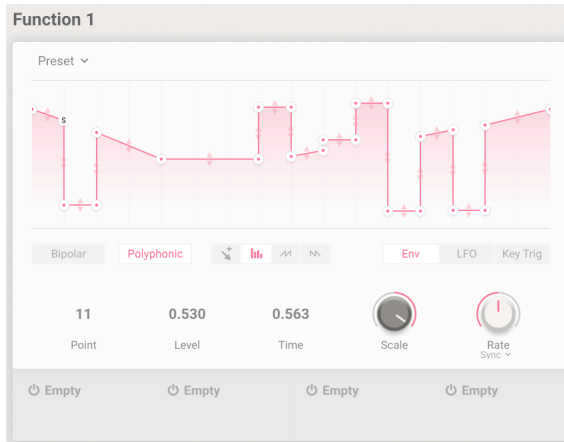 Function 1
Preset
S
Bipolar Polyphonic Env LFO Key Trig
11 0.530 0.563
Point Level Time Scale Rate
Sync
Empty Empty Empty Empty